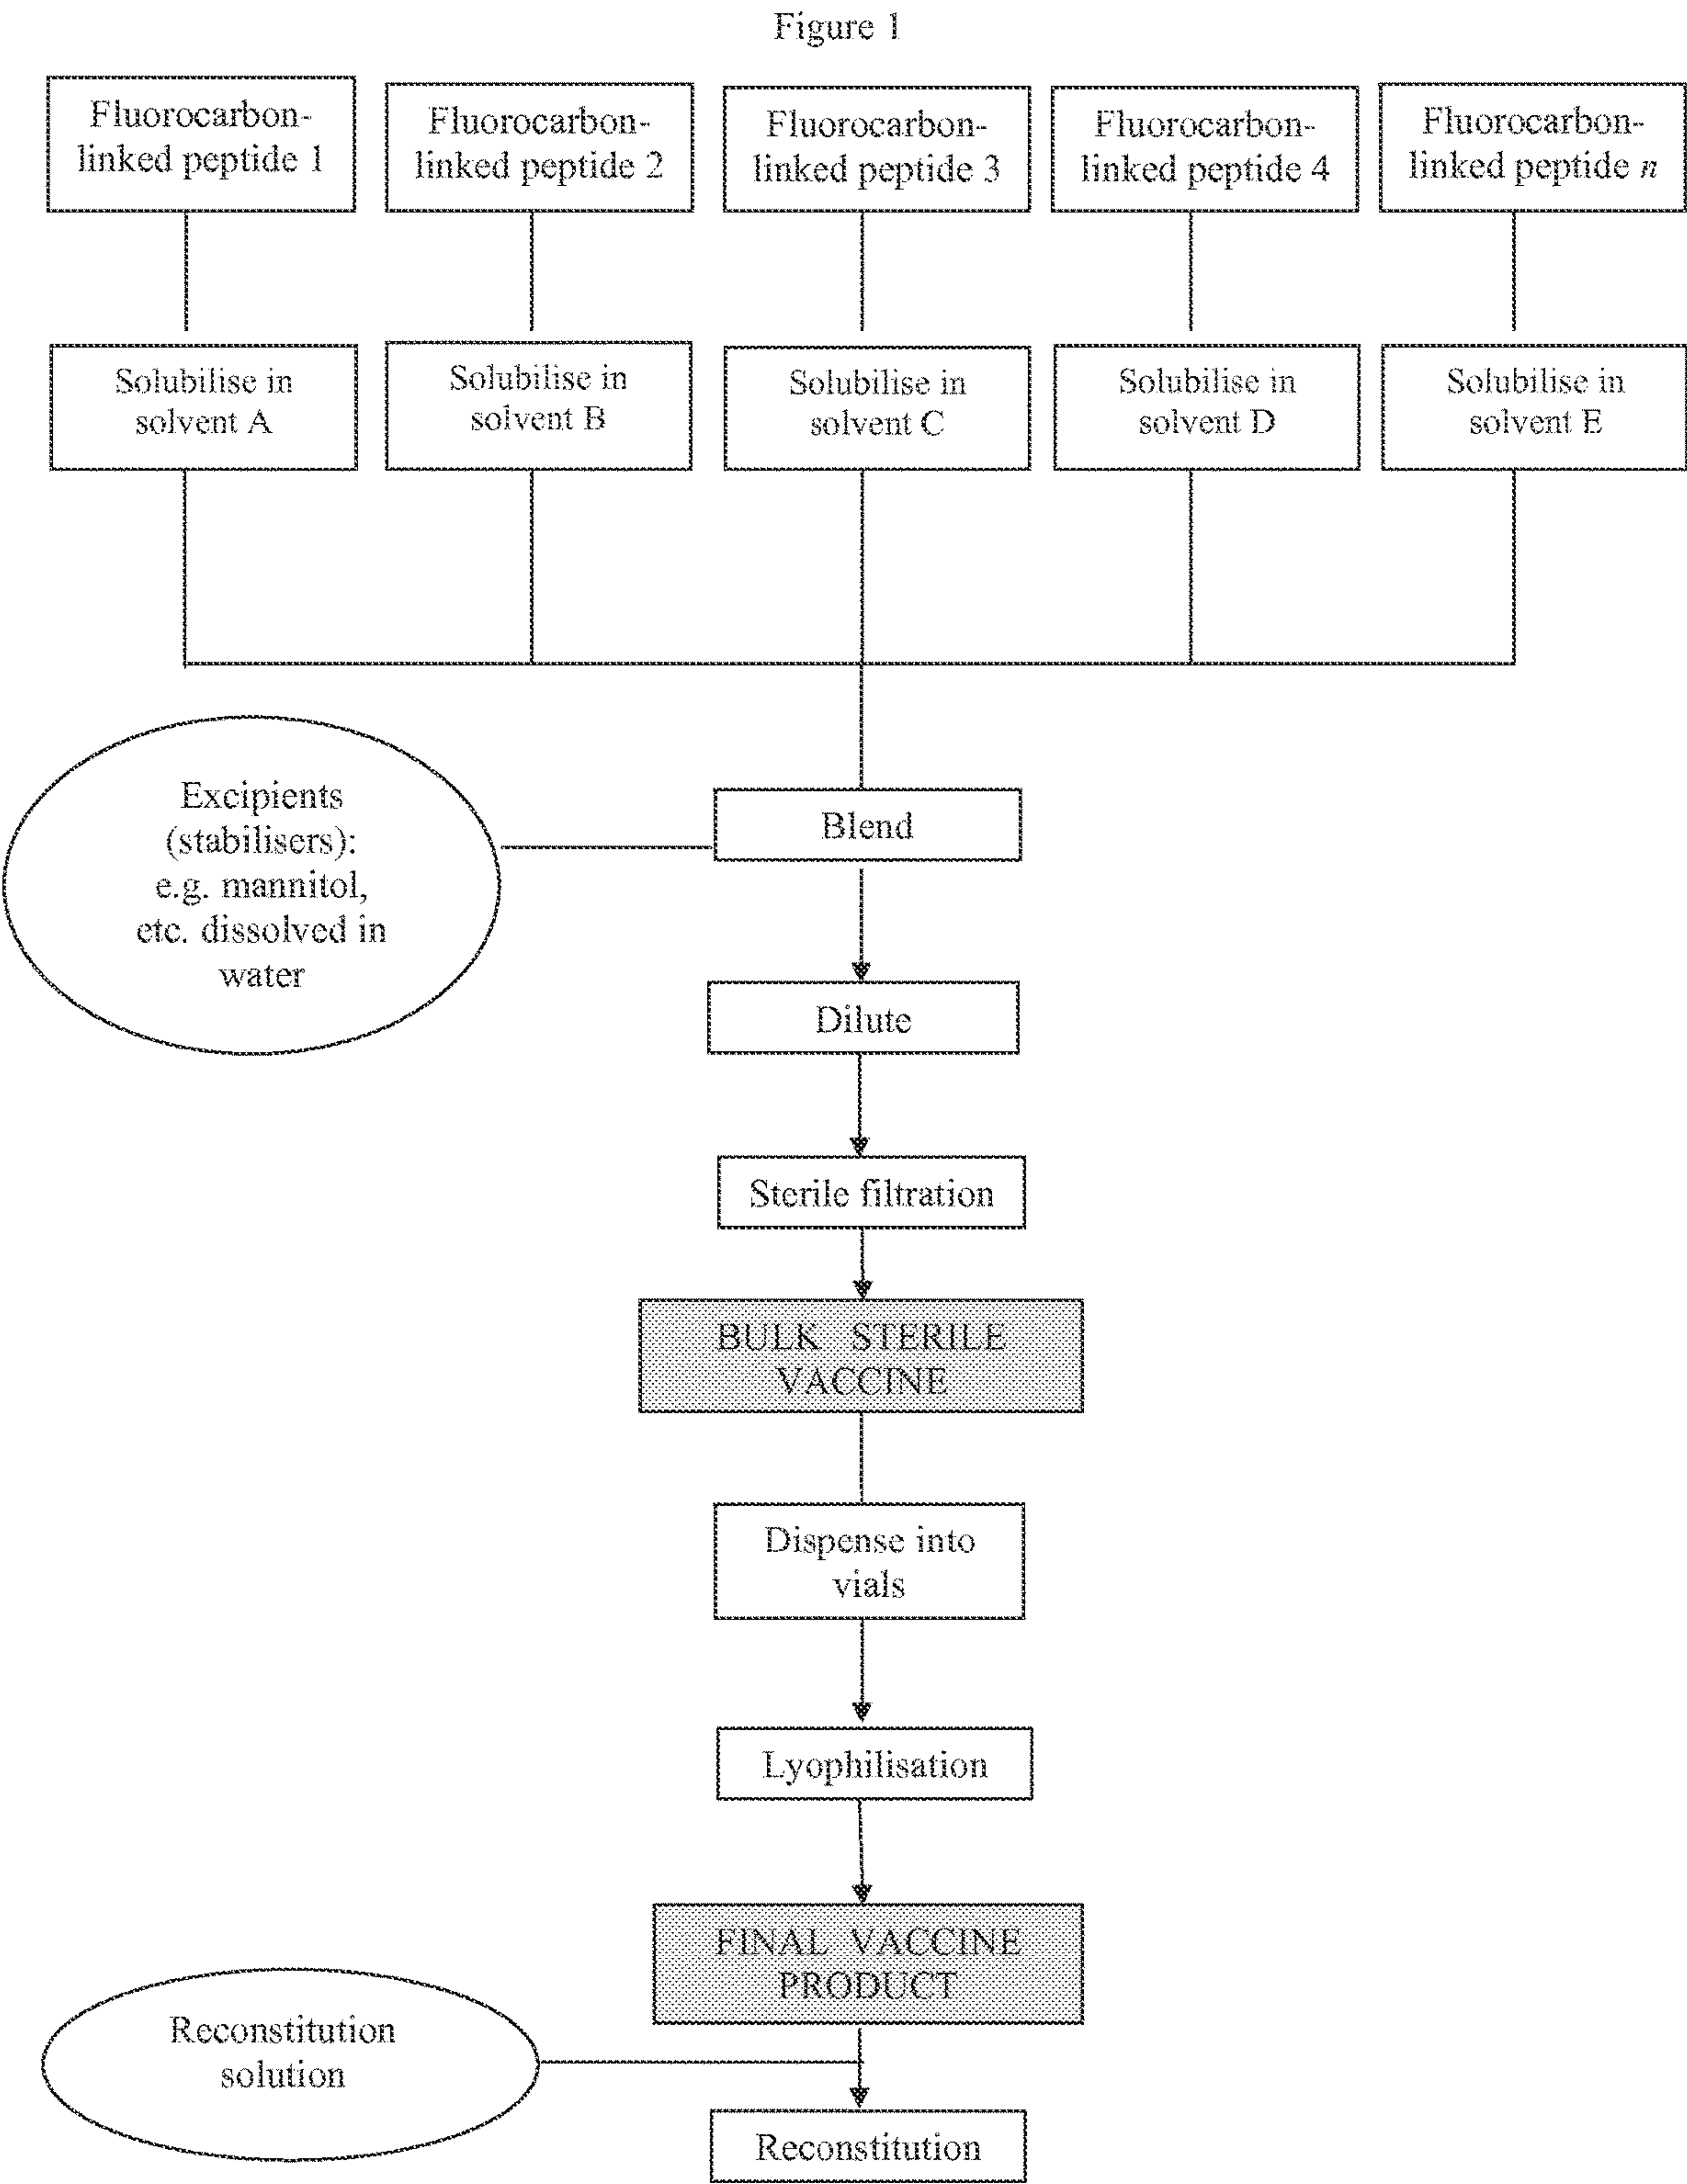 Figure 1
Fluorocarbon-
linked peptide 1
Fluorocarbon-
linked peptide 2
Fluorocarbon-
linked peptide 3
Fluorocarbon-
linked peptide 4
Fluorocarbon-
linked peptide n
Solubilise in
solvent A
Solubilise in
solvent B
Solubilise in
solvent C
Solubilise in
solvent D
Solubilise in
solvent E
Excipients
(stabilisers):
e.g. mannitol,
etc. dissolved in
water
Blend
Dilute
Sterile filtration
BULK STERILE
VACCINE
Dispense into
vials
Lyophilisation
FINAL VACCINE
PRODUCT
Reconstitution
solution
Reconstitution